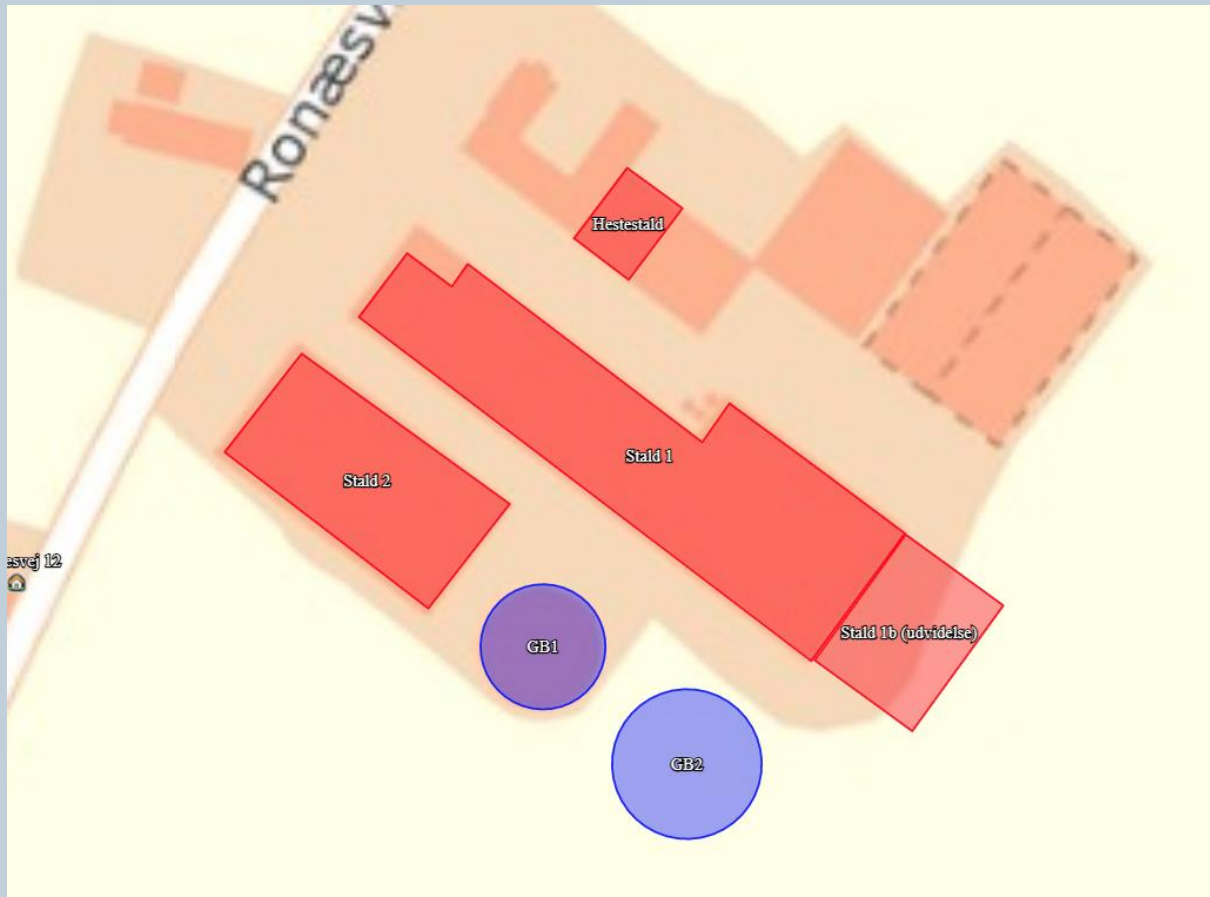 Ronæsv
Hestestald
Stald 1
Stald 2
esvej 12
Stald 1b (udvidelse)
GB1
GB2